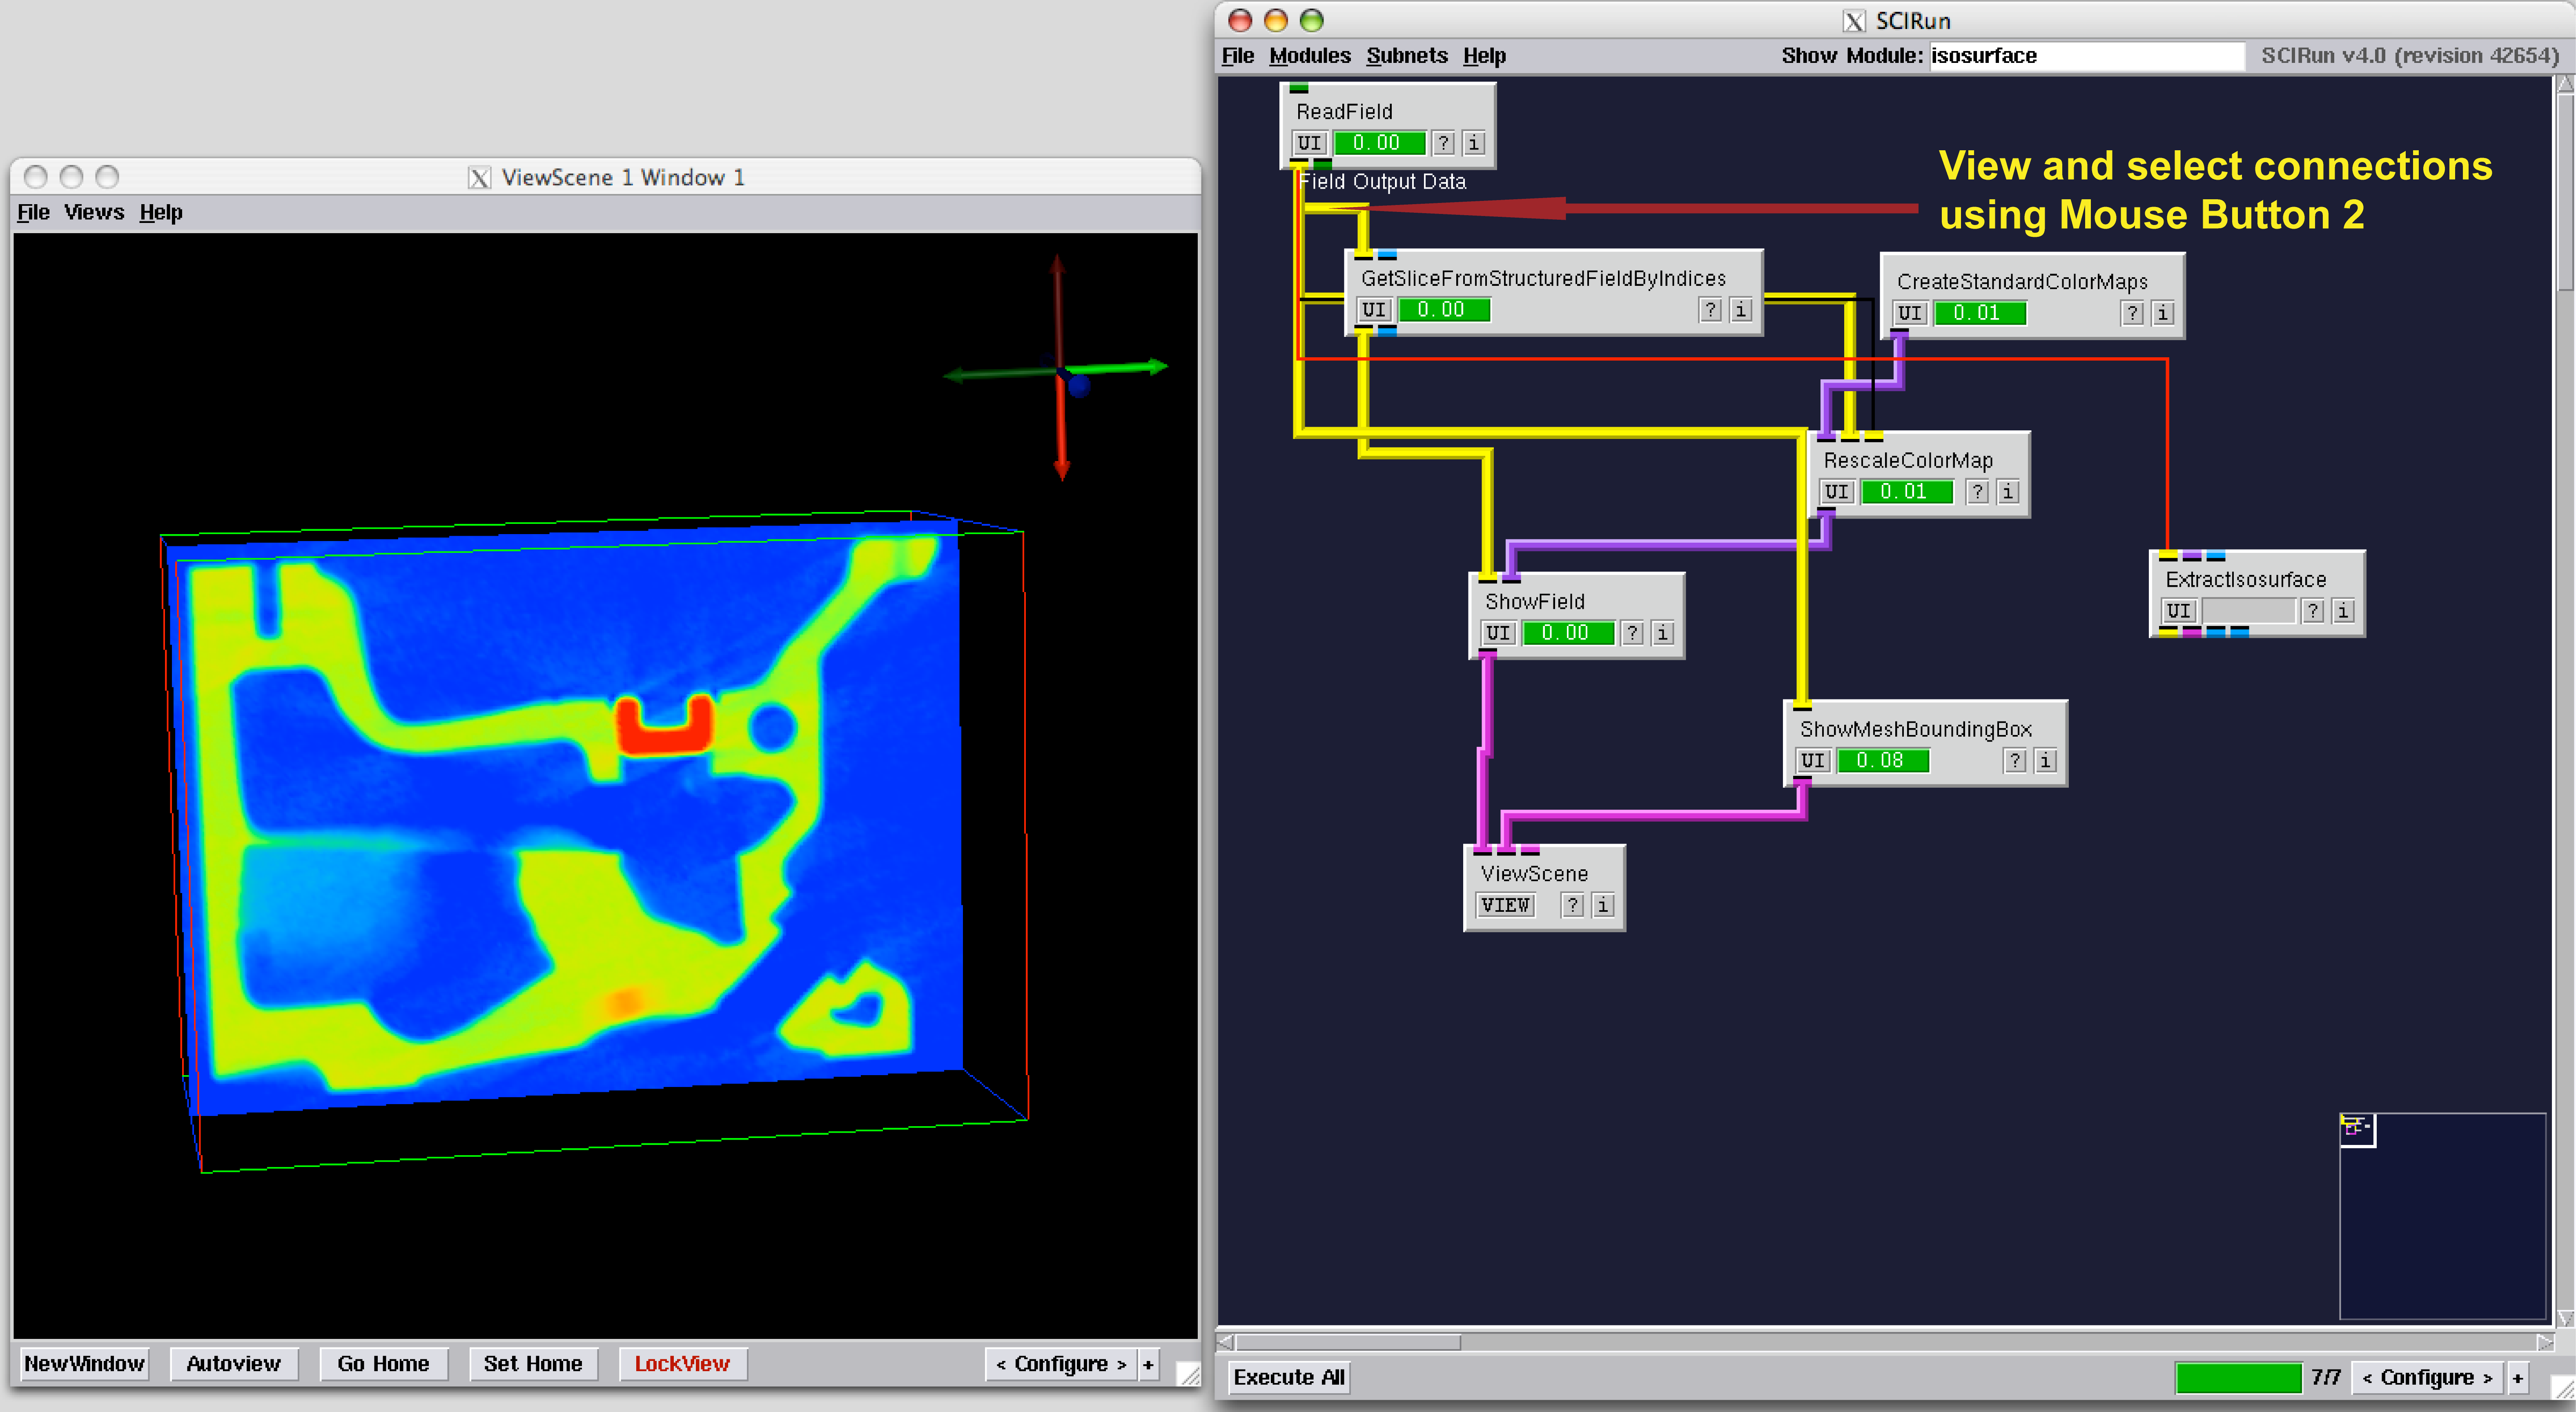 ViewScene 1 Window 1
File Views Help
NewWindow Autoview Go Home Set Home LockView < Configure > +
SCIRun
File Modules Subnets Help Show Module: isosurface SCIRun v4.0 (revision 42654)
ReadField
UI 0.00 ? i
Field Output Data
View and select connections
using Mouse Button 2
GetSliceFromStructuredFieldByIndices
UI 0.00 ? i
CreateStandardColorMaps
UI 0.01 ? i
RescaleColorMap
UI 0.01 ? i
ExtractIsosurface
UI ? i
ShowField
UI 0.00 ? i
ShowMeshBoundingBox
UI 0.08 ? i
ViewScene
VIEW ? i
Execute All 7/7 < Configure > +